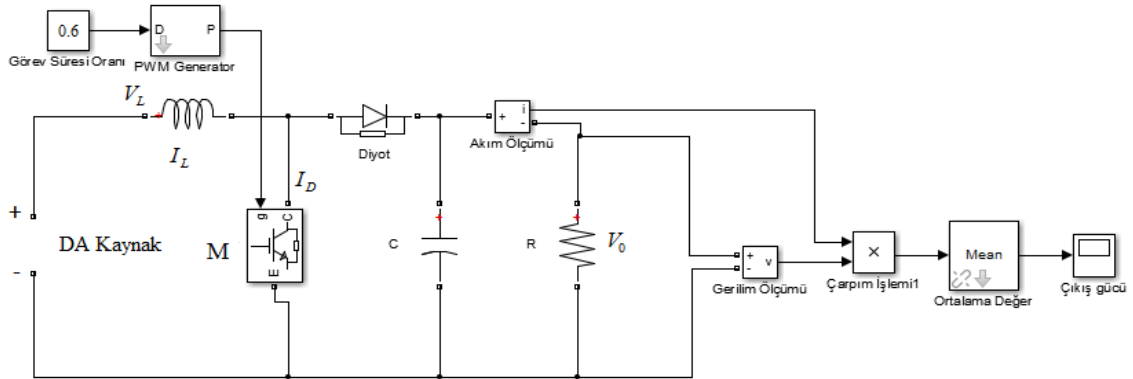 0.6
Görev Süresi Oranı
D
P
PWM Generator
V_L
I_L
+
DA Kaynak
-
I_D
g
C
M
E
Diyot
C
+
i
-
Akım Ölçümü
R
V_0
+
-
v
Gerilim Ölçümü
×
Çarpım İşlemi1
Mean
Ortalama Değer
Çıkış gücü